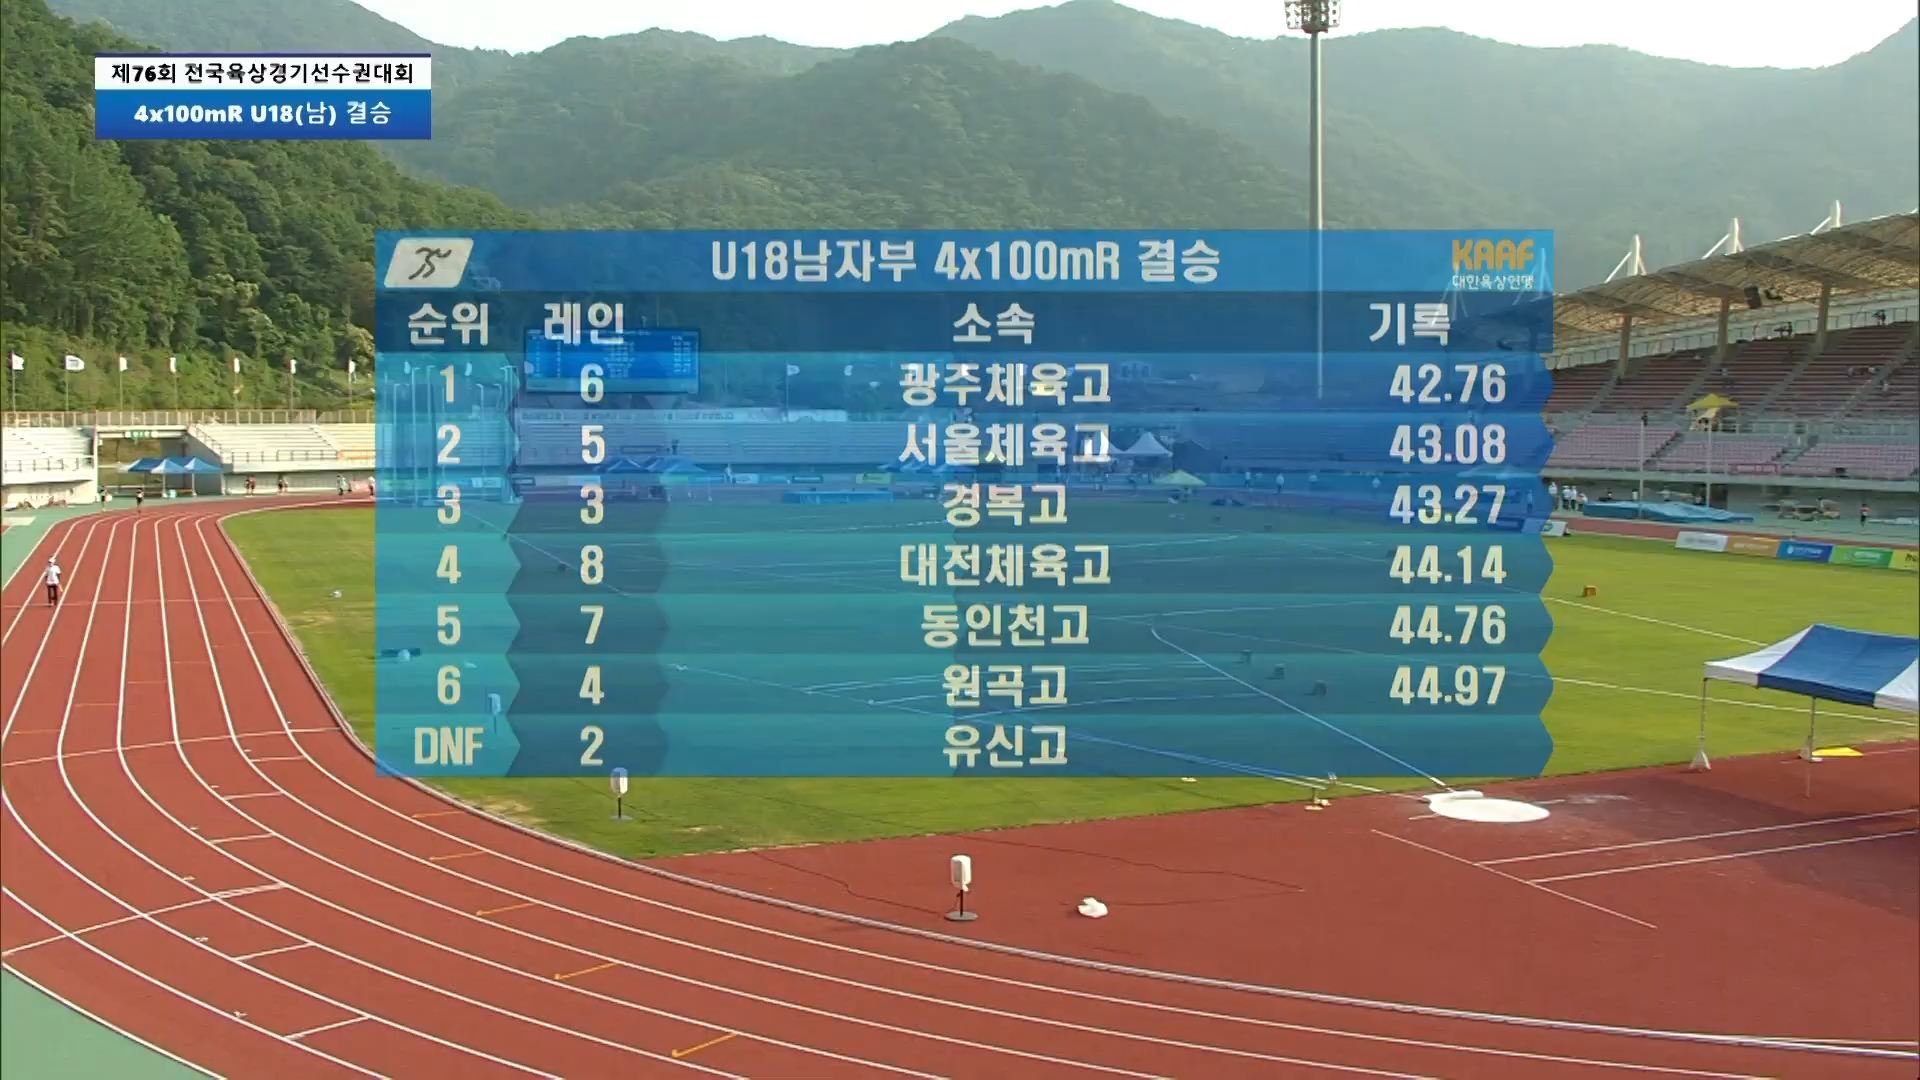 제76회 전국육상경기선수권대회
4x100mR U18(남) 결승
U18남자부 4x100mR 결승
KAAF
대한육상연맹
순위 레인 소속 기록
1 6 광주체육고 42.76
2 5 서울체육고 43.08
3 3 경복고 43.27
4 8 대전체육고 44.14
5 7 동인천고 44.76
6 4 원곡고 44.97
DNF 2 유신고